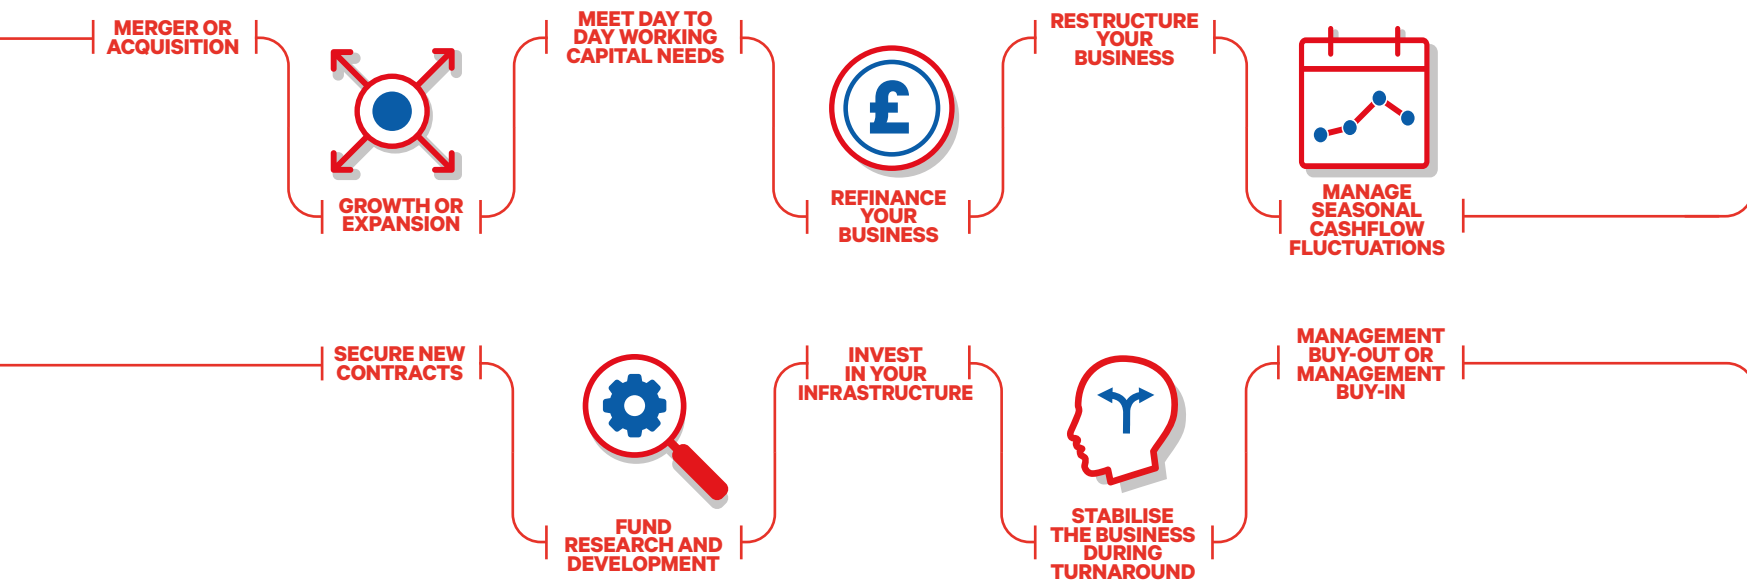 MERGER OR
ACQUISITION
GROWTH OR
EXPANSION
MEET DAY TO
DAY WORKING
CAPITAL NEEDS
£
REFINANCE
YOUR
BUSINESS
RESTRUCTURE
YOUR
BUSINESS
MANAGE
SEASONAL
CASHFLOW
FLUCTUATIONS
SECURE NEW
CONTRACTS
FUND
RESEARCH AND
DEVELOPMENT
INVEST
IN YOUR
INFRASTRUCTURE
STABILISE
THE BUSINESS
DURING
TURNAROUND
MANAGEMENT
BUY-OUT OR
MANAGEMENT
BUY-IN